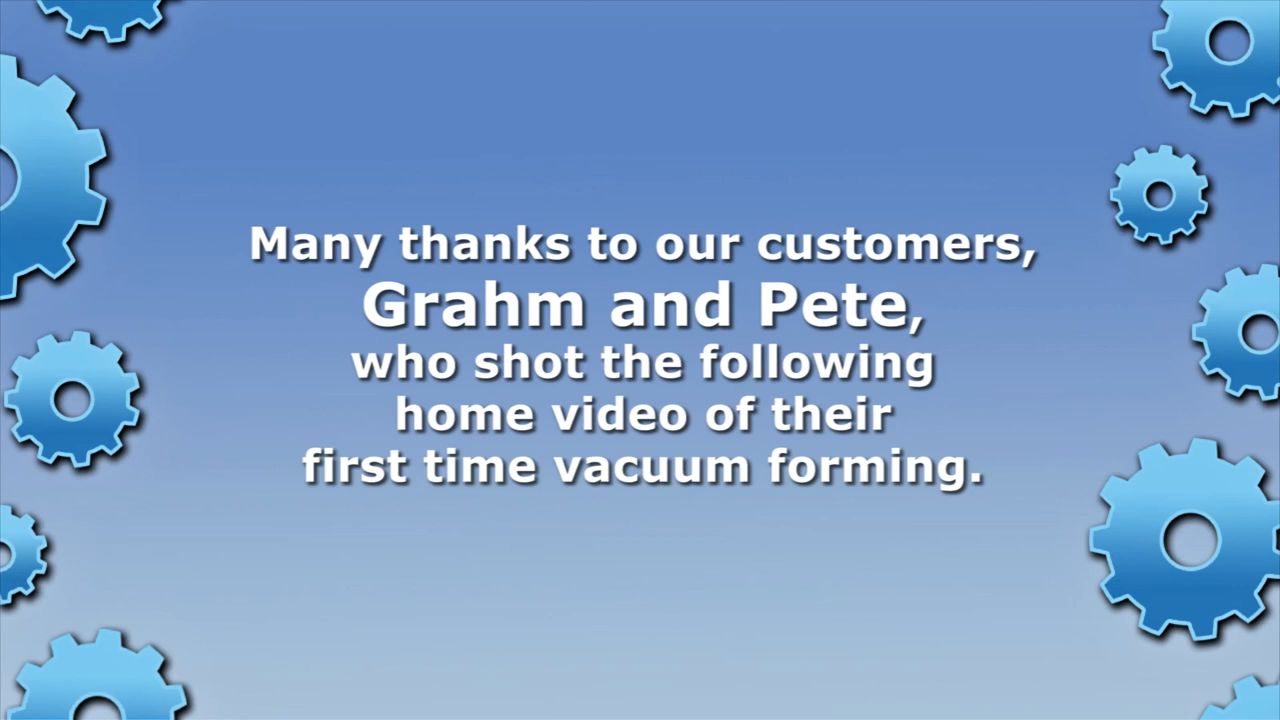 Many thanks to our customers,
Grahm and Pete,
who shot the following
home video of their
first time vacuum forming.